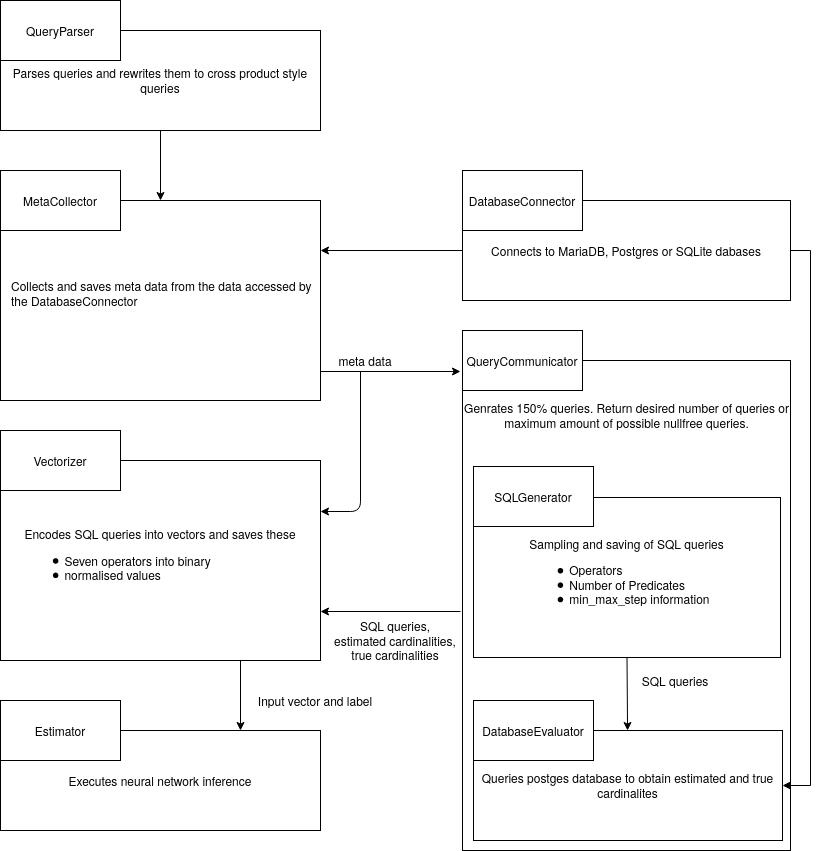 QueryParser
Parses queries and rewrites them to cross product style
queries
MetaCollector
Collects and saves meta data from the data accessed by
the DatabaseConnector
DatabaseConnector
Connects to MariaDB, Postgres or SQLite dabases
meta data
QueryCommunicator
Genrates 150% queries. Return desired number of queries or
maximum amount of possible nullfree queries.
Vectorizer
Encodes SQL queries into vectors and saves these
● Seven operators into binary
● normalised values
SQLGenerator
Sampling and saving of SQL queries
● Operators
● Number of Predicates
● min_max_step information
SQL queries,
estimated cardinalities,
true cardinalities
SQL queries
Input vector and label
Estimator
Executes neural network inference
DatabaseEvaluator
Queries postges database to obtain estimated and true
cardinalites